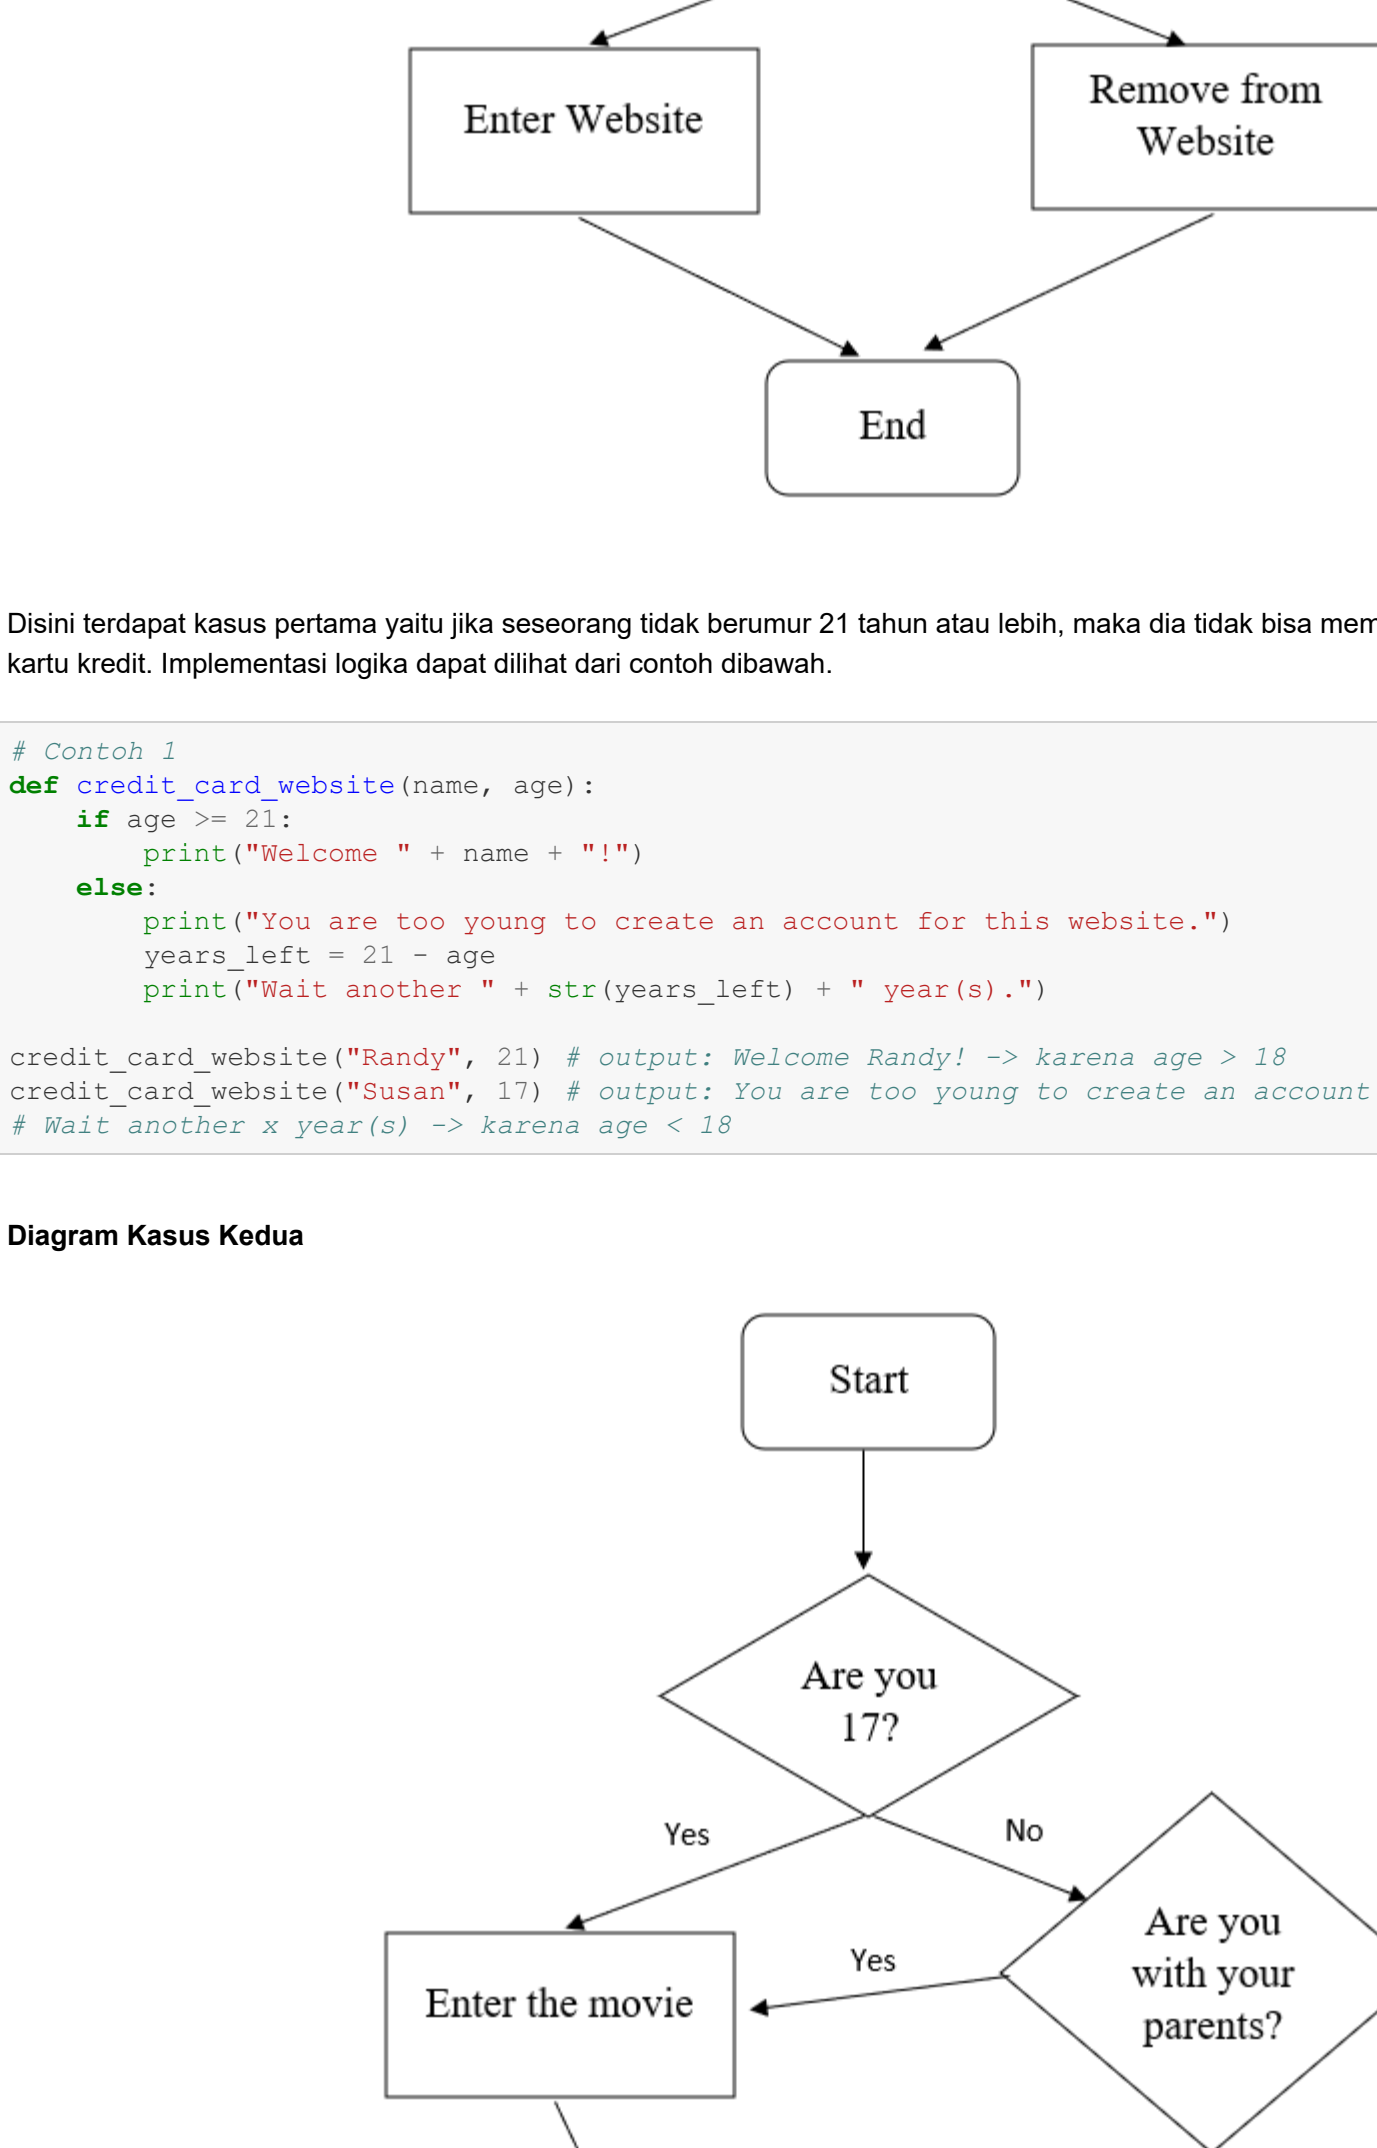 Enter Website
Remove from
Website
End
Disini terdapat kasus pertama yaitu jika seseorang tidak berumur 21 tahun atau lebih, maka dia tidak bisa
kartu kredit. Implementasi logika dapat dilihat dari contoh dibawah.
# Contoh 1
def credit_card_website(name, age):
    if age >= 21:
        print("Welcome " + name + "!")
    else:
        print("You are too young to create an account for this website.")
        years_left = 21 - age
        print("Wait another " + str(years_left) + " year(s).")
credit_card_website("Randy", 21) # output: Welcome Randy! -> karena age > 18
credit_card_website("Susan", 17) # output: You are too young to create an account
# Wait another x year(s) -> karena age < 18
Diagram Kasus Kedua
Start
Are you
17?
Yes
No
Are you
with your
parents?
Yes
Enter the movie